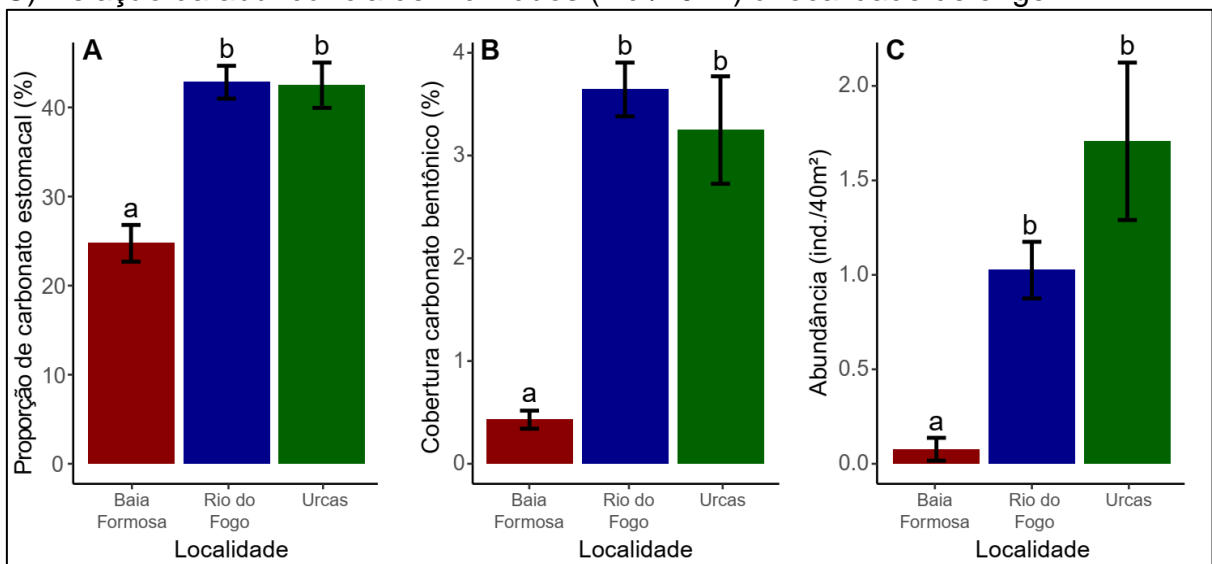 A
b
b
a
Proporção de carbonato estomacal (%)
40
30
20
10
0
Baia
Formosa
Rio do
Fogo
Urcas
Localidade
B
b
b
a
Cobertura carbonato bentônico (%)
4
3
2
1
0
Baia
Formosa
Rio do
Fogo
Urcas
Localidade
C
b
b
a
Abundância (ind./40m²)
2.0
1.5
1.0
0.5
0.0
Baia
Formosa
Rio do
Fogo
Urcas
Localidade